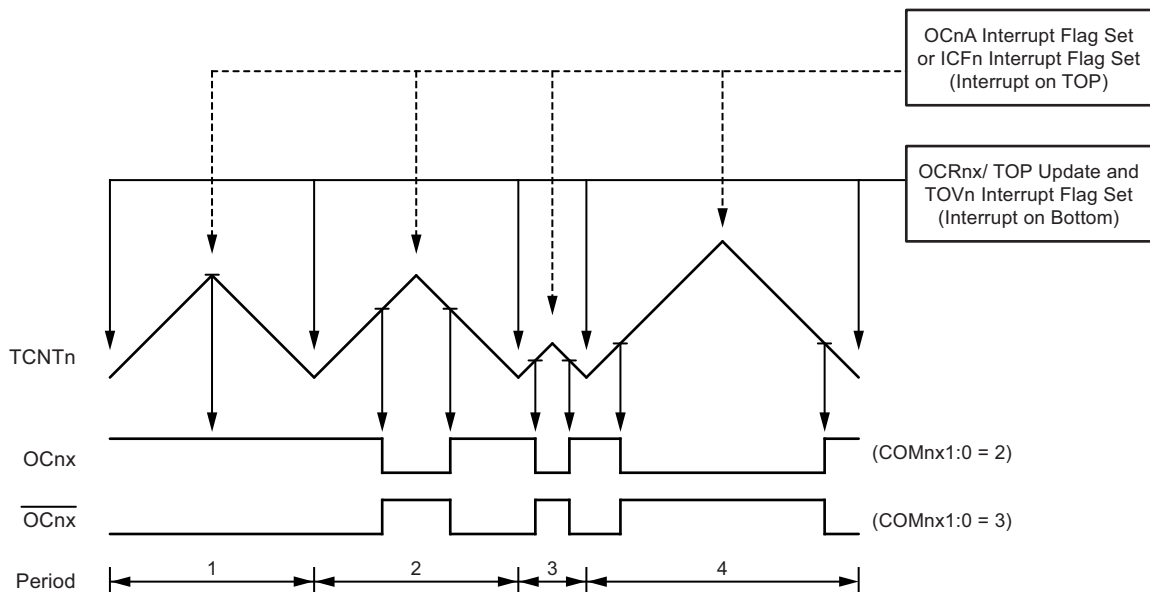 OCnA Interrupt Flag Set
or ICFn Interrupt Flag Set
(Interrupt on TOP)
OCRnx/ TOP Update and
TOVn Interrupt Flag Set
(Interrupt on Bottom)
TCNTn
OCnx
(COMnx1:0 = 2)
O̅C̅n̅x̅
(COMnx1:0 = 3)
Period
1
2
3
4